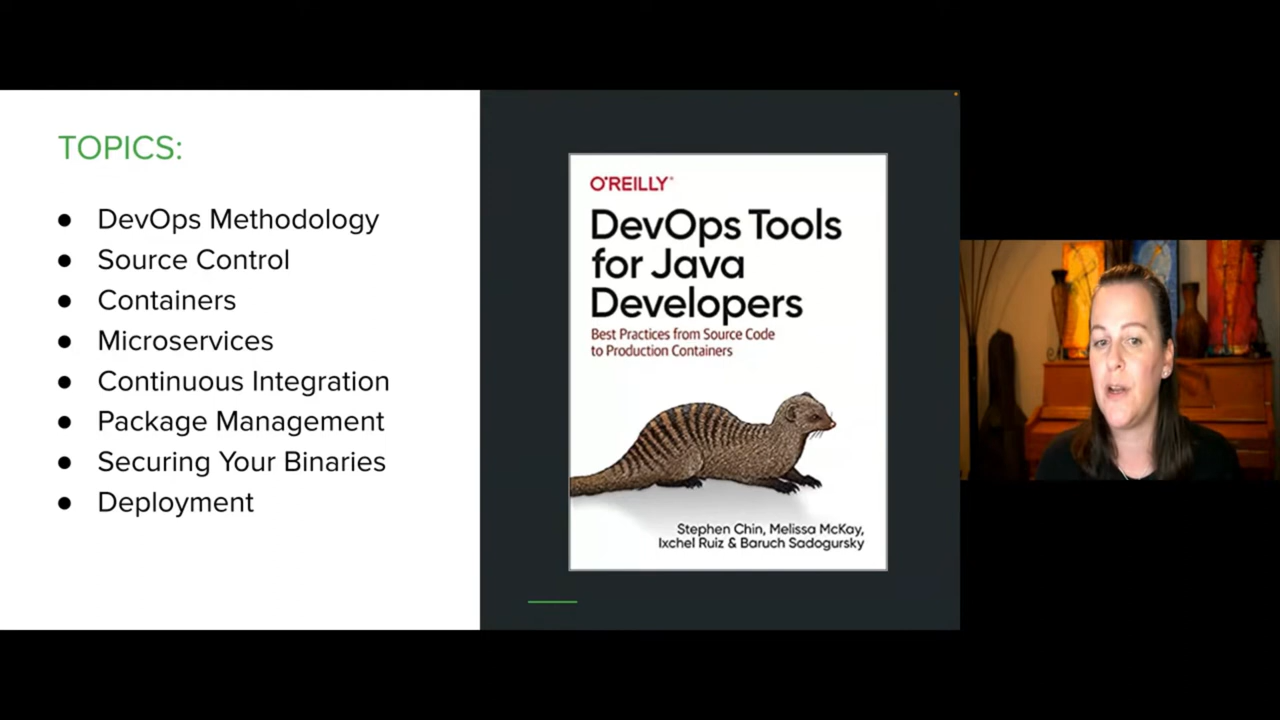 TOPICS:
● DevOps Methodology
● Source Control
● Containers
● Microservices
● Continuous Integration
● Package Management
● Securing Your Binaries
● Deployment
O'REILLY®
DevOps Tools
for Java
Developers
Best Practices from Source Code
to Production Containers
Stephen Chin, Melissa McKay,
Ixchel Ruiz & Baruch Sadogursky